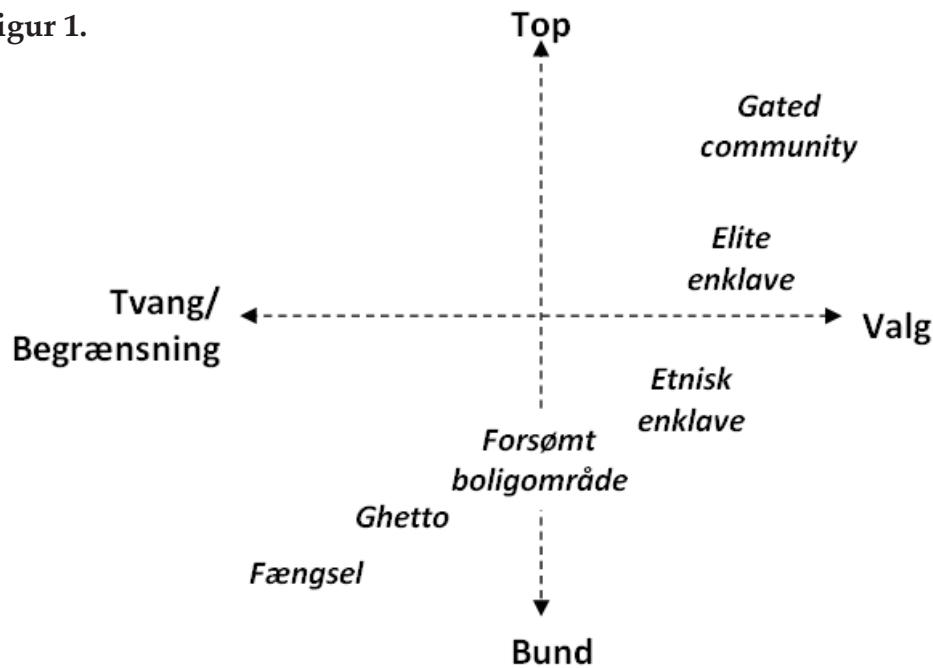 igur 1.
Top
Gated
community
Elite
enklave
Tvang/
Begrænsning
Valg
Etnisk
enklave
Forsømt
boligområde
Ghetto
Fængsel
Bund